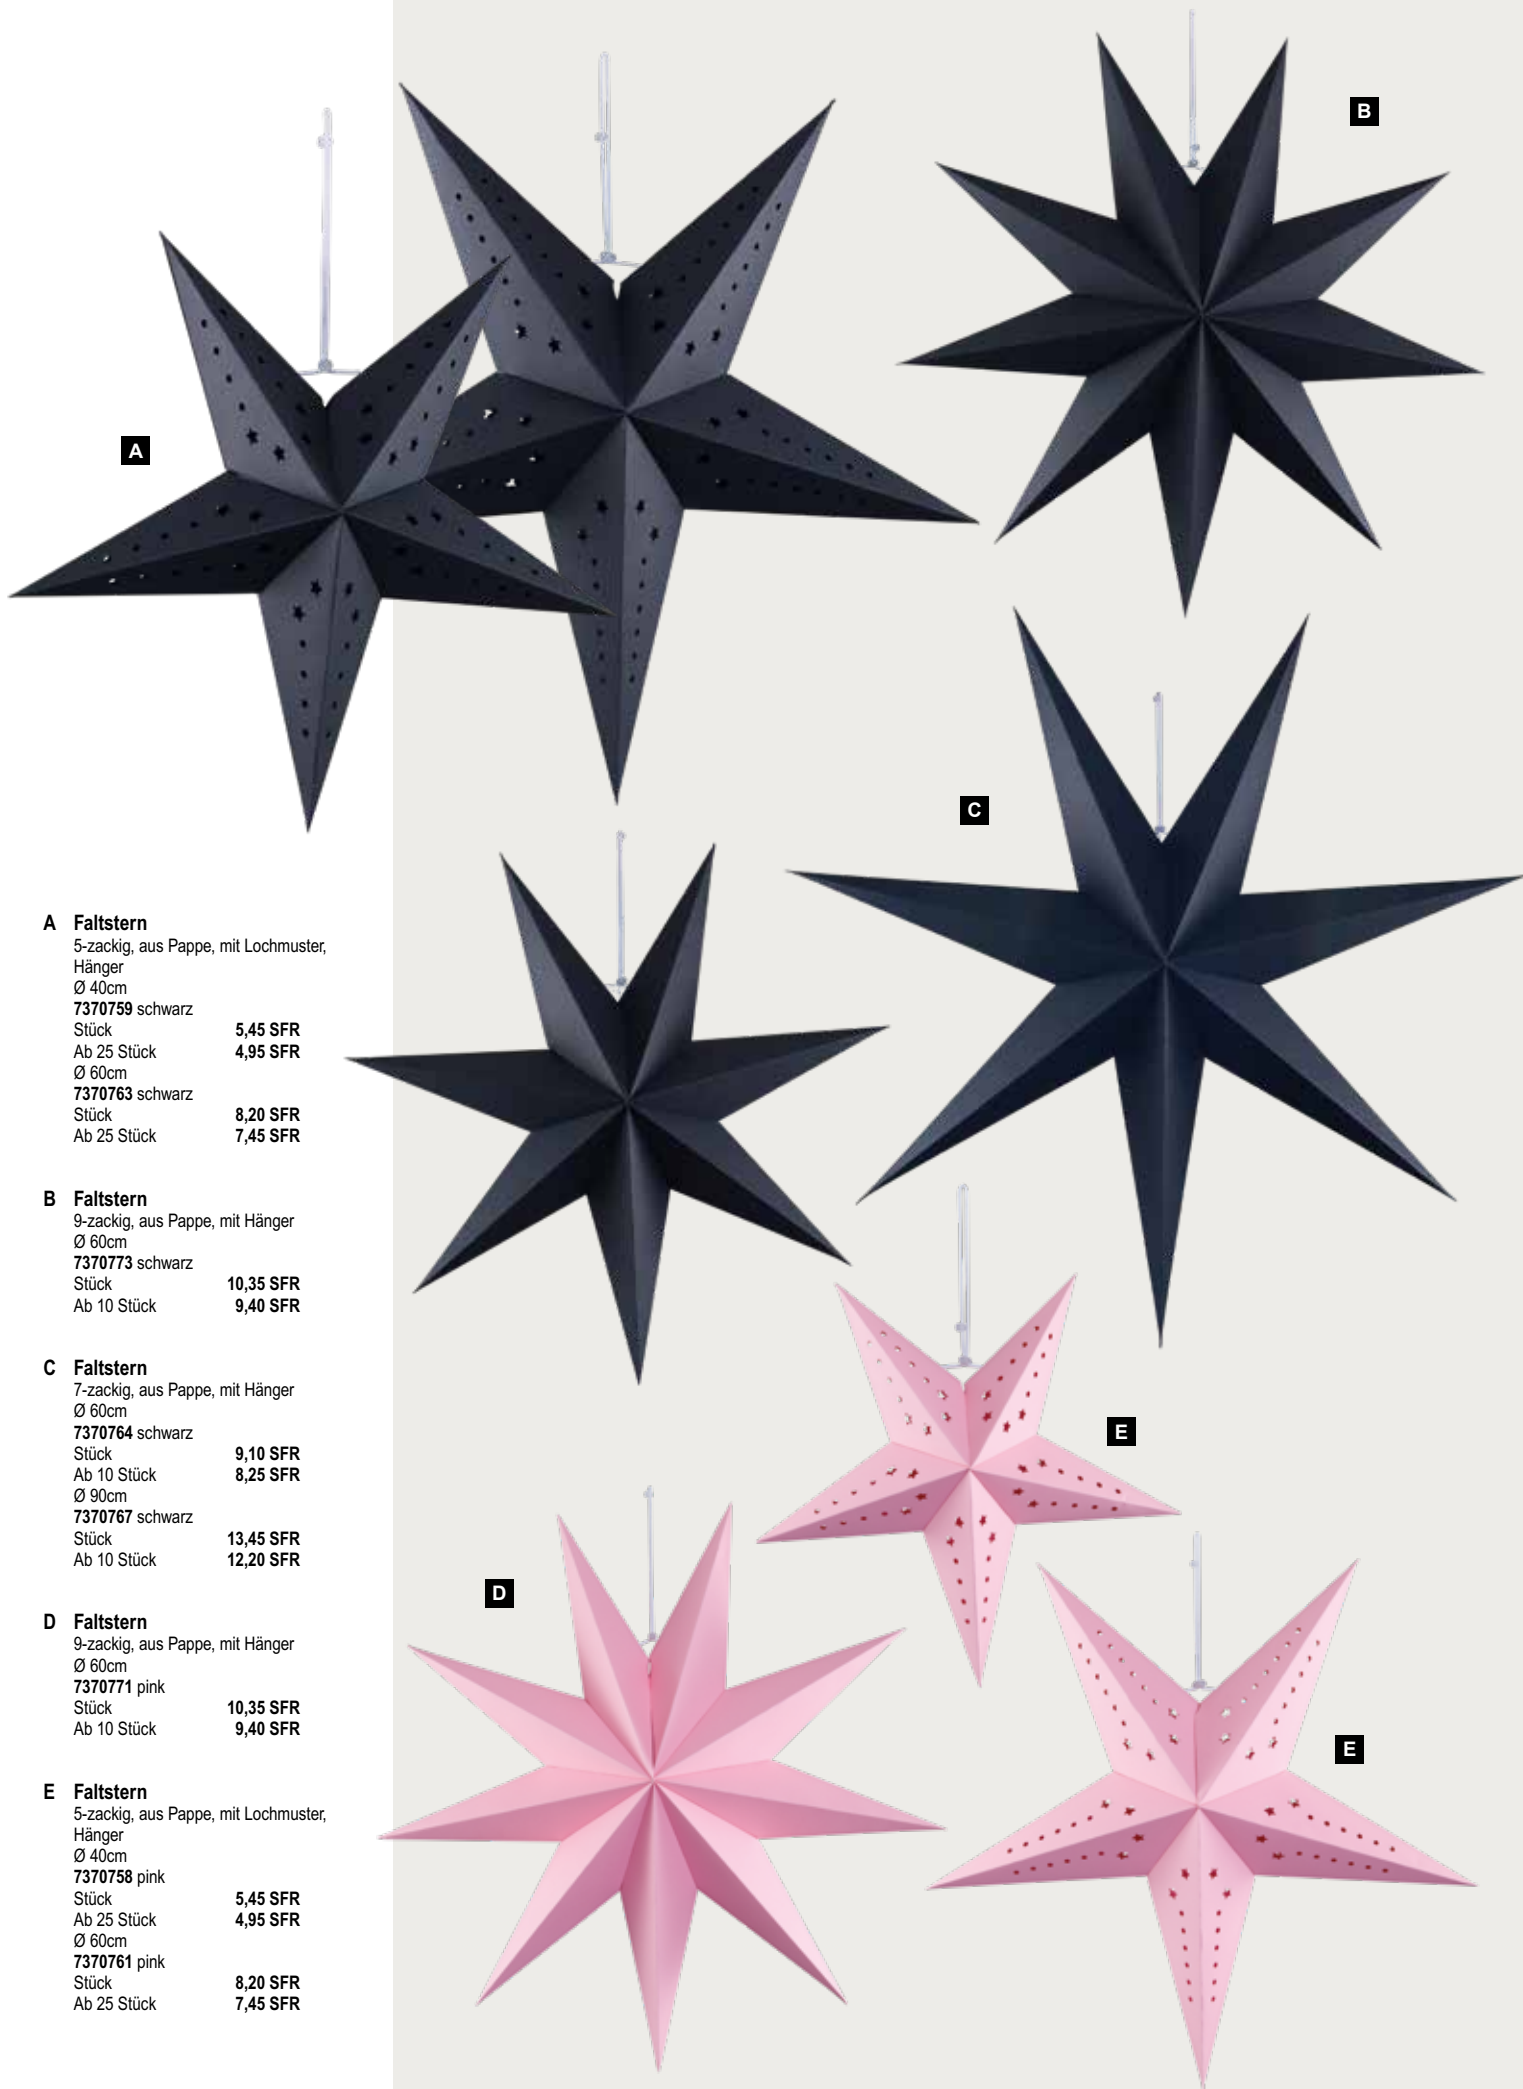 B
A
C
A Faltstern
5-zackig, aus Pappe, mit Lochmuster,
Hänger
Ø 40cm
7370759 schwarz
Stück 5,45 SFR
Ab 25 Stück 4,95 SFR
Ø 60cm
7370763 schwarz
Stück 8,20 SFR
Ab 25 Stück 7,45 SFR
B Faltstern
9-zackig, aus Pappe, mit Hänger
Ø 60cm
7370773 schwarz
Stück 10,35 SFR
Ab 10 Stück 9,40 SFR
C Faltstern
7-zackig, aus Pappe, mit Hänger
Ø 60cm
7370764 schwarz
Stück 9,10 SFR
Ab 10 Stück 8,25 SFR
Ø 90cm
7370767 schwarz
Stück 13,45 SFR
Ab 10 Stück 12,20 SFR
D Faltstern
9-zackig, aus Pappe, mit Hänger
Ø 60cm
7370771 pink
Stück 10,35 SFR
Ab 10 Stück 9,40 SFR
E Faltstern
5-zackig, aus Pappe, mit Lochmuster,
Hänger
Ø 40cm
7370758 pink
Stück 5,45 SFR
Ab 25 Stück 4,95 SFR
Ø 60cm
7370761 pink
Stück 8,20 SFR
Ab 25 Stück 7,45 SFR
E
D
E